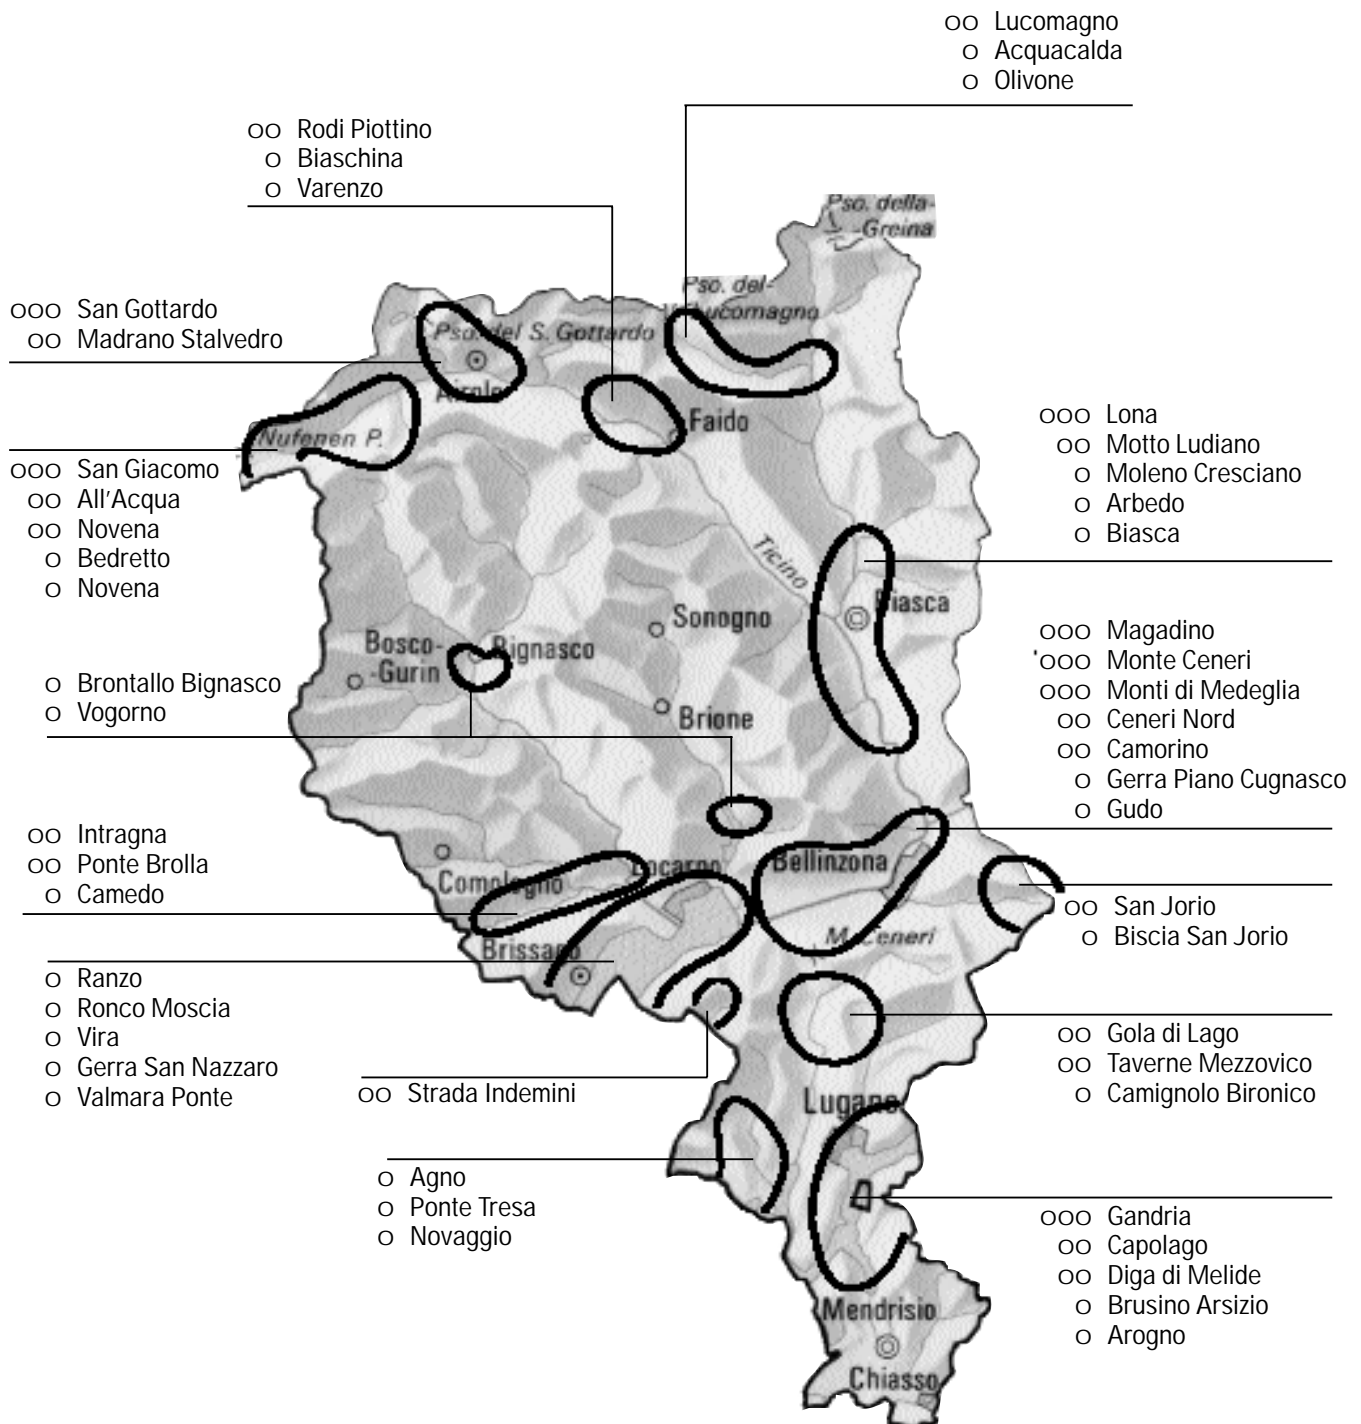 OO Lucomagno
O Acquacalda
O Olivone
OO Rodi Piottino
O Biaschina
O Varenzo
Pso. della-
-Greina
Pso. del-
Lucomagno
OOO San Gottardo
OO Madrano Stalvedro
Pso. del S. Gottardo
Airolo
Faido
Nufenen P.
OOO San Giacomo
OO All'Acqua
OO Novena
O Bedretto
O Novena
OOO Lona
OO Motto Ludiano
O Moleno Cresciano
O Arbedo
O Biasca
Ticino
Biasca
Sonogno
Bosco-
-Gurin
Bignasco
Brione
O Brontallo Bignasco
O Vogorno
OOO Magadino
'OOO Monte Ceneri
OOO Monti di Medeglia
OO Ceneri Nord
OO Camorino
O Gerra Piano Cugnasco
O Gudo
OO Intragna
OO Ponte Brolla
O Camedo
Locarno
Bellinzona
Comologno
Brissago
M. Ceneri
OO San Jorio
O Biscia San Jorio
O Ranzo
O Ronco Moscia
O Vira
O Gerra San Nazzaro
O Valmara Ponte
OO Strada Indemini
OO Gola di Lago
OO Taverne Mezzovico
O Camignolo Bironico
Lugano
O Agno
O Ponte Tresa
O Novaggio
OOO Gandria
OO Capolago
OO Diga di Melide
O Brusino Arsizio
O Arogno
Mendrisio
Chiasso